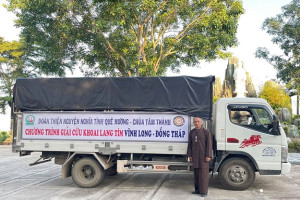 ĐOÀN THIỆN NGUYỆN NGHĨA TÌNH QUÊ HƯƠNG - CHÙA TÂM THÀNH
CHƯƠNG TRÌNH GIẢI CỨU KHOAI LANG TÍM VĨNH LONG - ĐỒNG THÁP